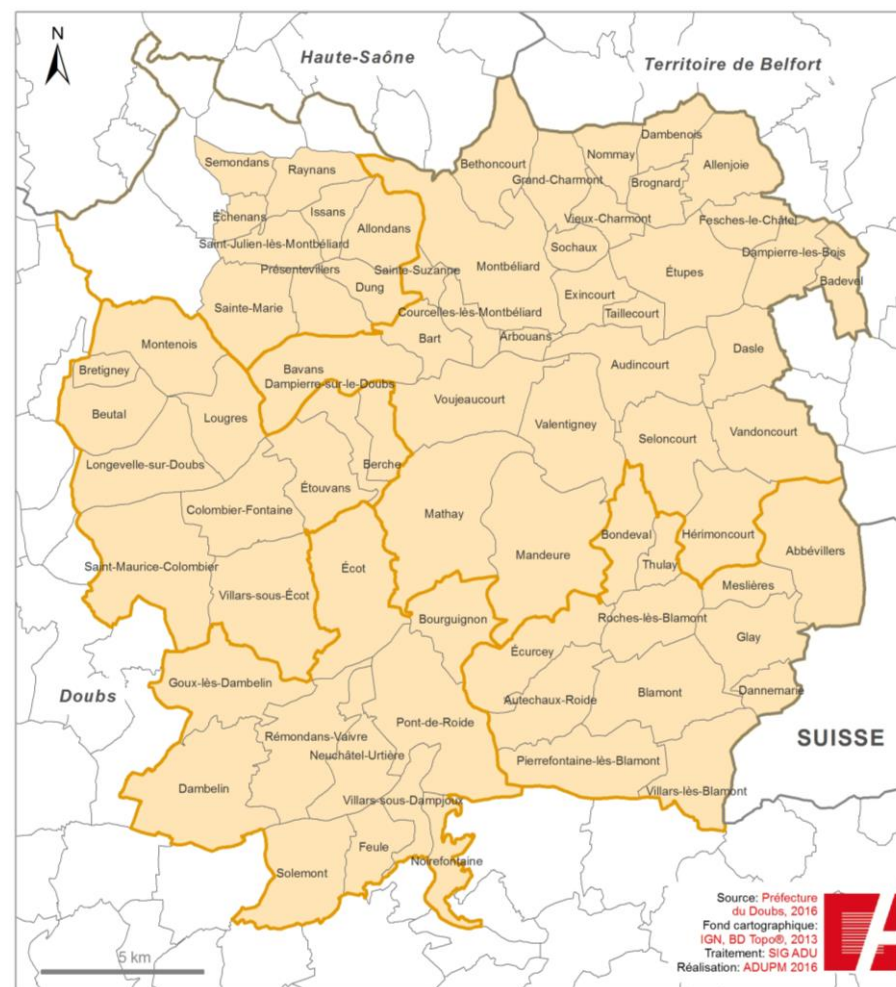 N
Haute-Saône
Territoire de Belfort
Dambenois
Semondans
Raynans
Bethoncourt
Nommay
Allenjoie
Grand-Charmont
Brognard
Échenans
Issans
Allondans
Vieux-Charmont
Fesches-le-Châtel
Saint-Julien-lès-Montbéliard
Sochaux
Dampierre-les-Bois
Présentevillers
Sainte-Suzanne
Montbéliard
Étupes
Dung
Badevel
Sainte-Marie
Exincourt
Courcelles-lès-Montbéliard
Taillecourt
Montenois
Bart
Arbouans
Dasle
Bretigney
Bavans
Audincourt
Dampierre-sur-le-Doubs
Beutal
Lougres
Voujeaucourt
Valentigney
Vandoncourt
Seloncourt
Longevelle-sur-Doubs
Berche
Étouvans
Colombier-Fontaine
Mathay
Bondeval
Hérimoncourt
Mandeure
Abbévillers
Saint-Maurice-Colombier
Écot
Thulay
Meslières
Villars-sous-Écot
Bourguignon
Roches-lès-Blamont
Glay
Écurcey
Goux-lès-Dambelin
Doubs
Autechaux-Roide
Blamont
Dannemarie
Pont-de-Roide
Rémondans-Vaivre
SUISSE
Neuchâtel-Urtière
Pierrefontaine-lès-Blamont
Dambelin
Villars-lès-Blamont
Villars-sous-Dampjoux
Feule
Noirefontaine
Solemont
Source: Préfecture
du Doubs, 2016
Fond cartographique:
IGN, BD Topo®, 2013
Traitement: SIG ADU
Réalisation: ADUPM 2016
5 km